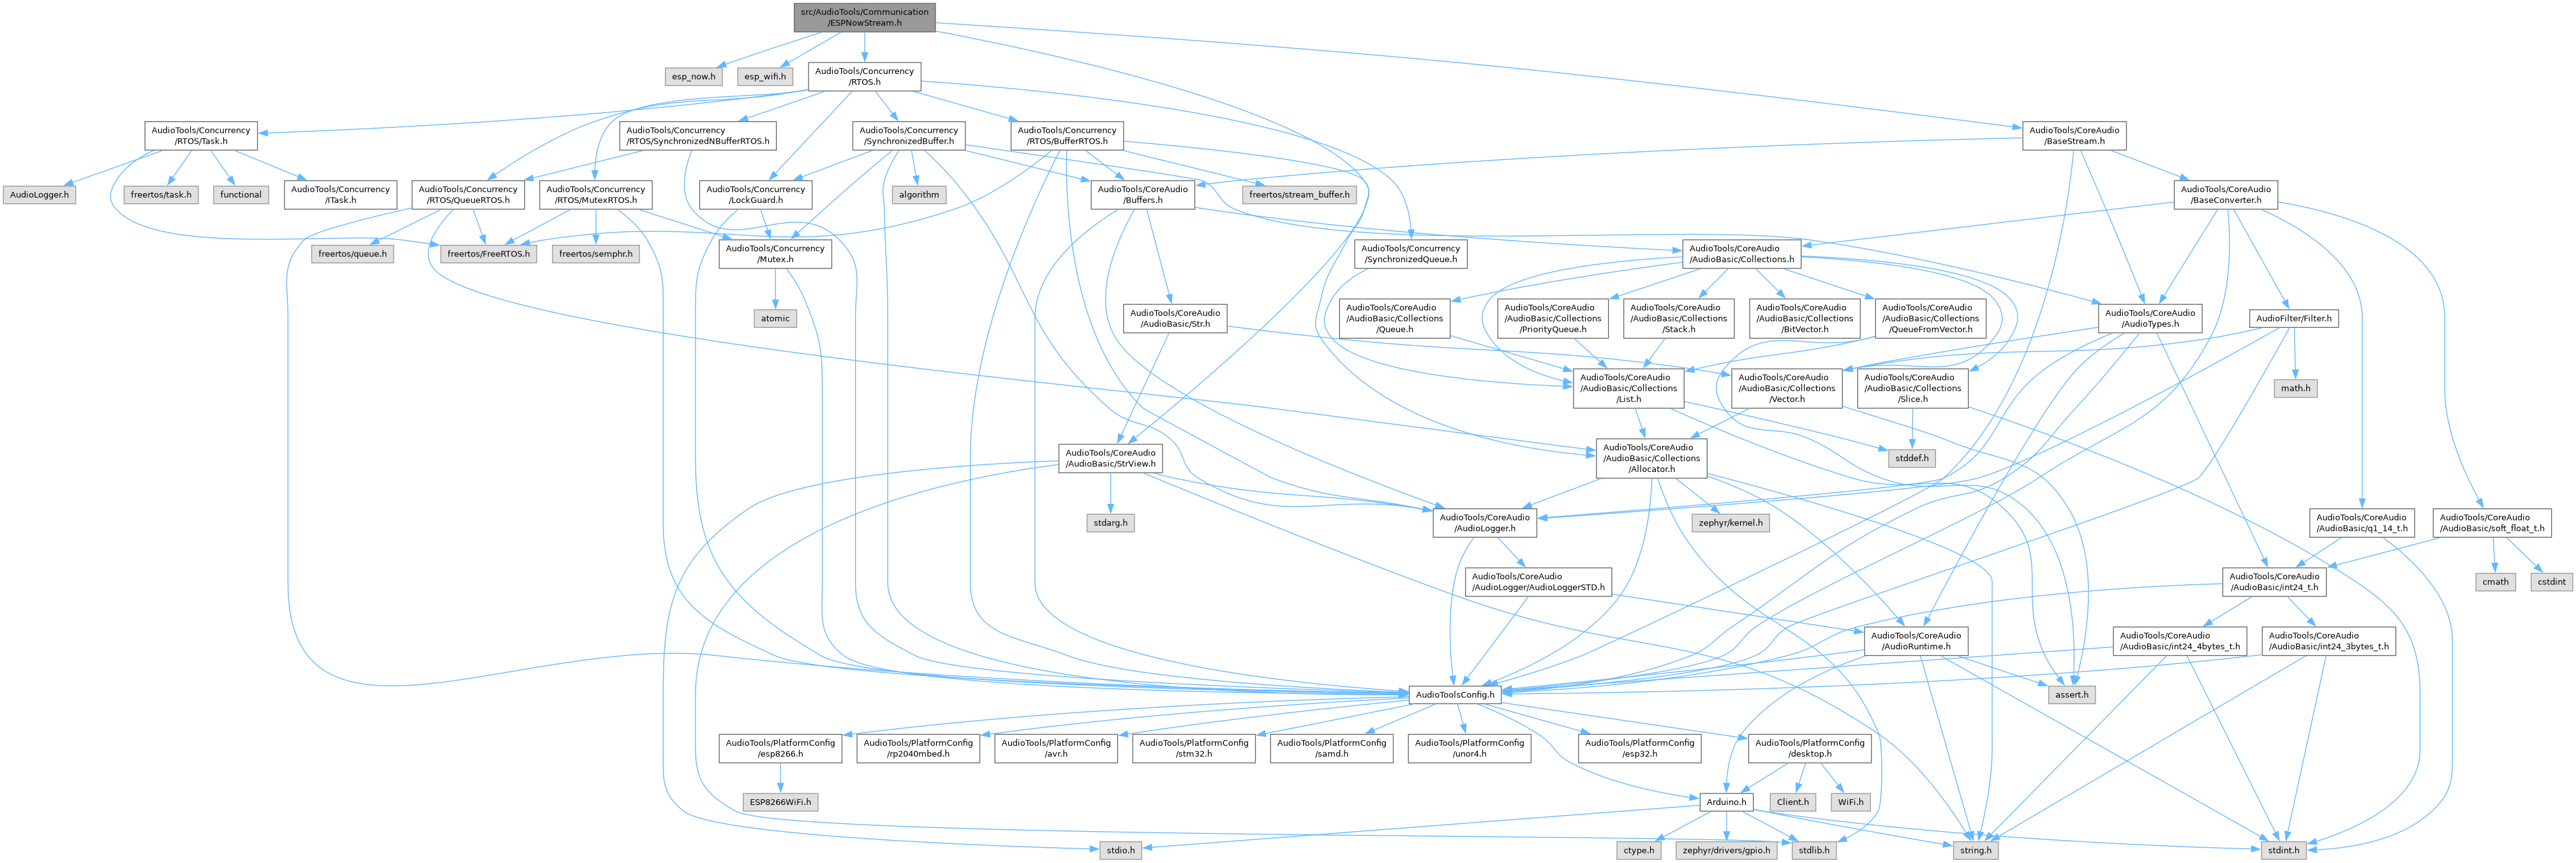 src/AudioTools/Communication
/ESPNowStream.h
esp_now.h
esp_wifi.h
AudioTools/Concurrency
/RTOS.h
AudioTools/Concurrency
/RTOS/Task.h
AudioTools/Concurrency
/RTOS/SynchronizedNBufferRTOS.h
AudioTools/Concurrency
/SynchronizedBuffer.h
AudioTools/Concurrency
/RTOS/BufferRTOS.h
AudioTools/CoreAudio
/BaseStream.h
AudioLogger.h
freertos/task.h
functional
AudioTools/Concurrency
/ITask.h
AudioTools/Concurrency
/RTOS/QueueRTOS.h
AudioTools/Concurrency
/RTOS/MutexRTOS.h
AudioTools/Concurrency
/LockGuard.h
algorithm
AudioTools/CoreAudio
/Buffers.h
freertos/stream_buffer.h
AudioTools/CoreAudio
/BaseConverter.h
freertos/queue.h
freertos/FreeRTOS.h
freertos/semphr.h
AudioTools/Concurrency
/Mutex.h
AudioTools/Concurrency
/SynchronizedQueue.h
AudioTools/CoreAudio
/AudioBasic/Collections.h
atomic
AudioTools/CoreAudio
/AudioBasic/Str.h
AudioTools/CoreAudio
/AudioBasic/Collections
/Queue.h
AudioTools/CoreAudio
/AudioBasic/Collections
/PriorityQueue.h
AudioTools/CoreAudio
/AudioBasic/Collections
/Stack.h
AudioTools/CoreAudio
/AudioBasic/Collections
/BitVector.h
AudioTools/CoreAudio
/AudioBasic/Collections
/QueueFromVector.h
AudioTools/CoreAudio
/AudioTypes.h
AudioFilter/Filter.h
AudioTools/CoreAudio
/AudioBasic/Collections
/List.h
AudioTools/CoreAudio
/AudioBasic/Collections
/Vector.h
AudioTools/CoreAudio
/AudioBasic/Collections
/Slice.h
math.h
AudioTools/CoreAudio
/AudioBasic/StrView.h
AudioTools/CoreAudio
/AudioBasic/Collections
/Allocator.h
stddef.h
stdarg.h
AudioTools/CoreAudio
/AudioLogger.h
zephyr/kernel.h
AudioTools/CoreAudio
/AudioBasic/q1_14_t.h
AudioTools/CoreAudio
/AudioBasic/soft_float_t.h
AudioTools/CoreAudio
/AudioLogger/AudioLoggerSTD.h
AudioTools/CoreAudio
/AudioBasic/int24_t.h
cmath
cstdint
AudioTools/CoreAudio
/AudioRuntime.h
AudioTools/CoreAudio
/AudioBasic/int24_4bytes_t.h
AudioTools/CoreAudio
/AudioBasic/int24_3bytes_t.h
AudioToolsConfig.h
assert.h
AudioTools/PlatformConfig
/esp8266.h
AudioTools/PlatformConfig
/rp2040mbed.h
AudioTools/PlatformConfig
/avr.h
AudioTools/PlatformConfig
/stm32.h
AudioTools/PlatformConfig
/samd.h
AudioTools/PlatformConfig
/unor4.h
AudioTools/PlatformConfig
/esp32.h
AudioTools/PlatformConfig
/desktop.h
ESP8266WiFi.h
Arduino.h
Client.h
WiFi.h
stdio.h
ctype.h
zephyr/drivers/gpio.h
stdlib.h
string.h
stdint.h